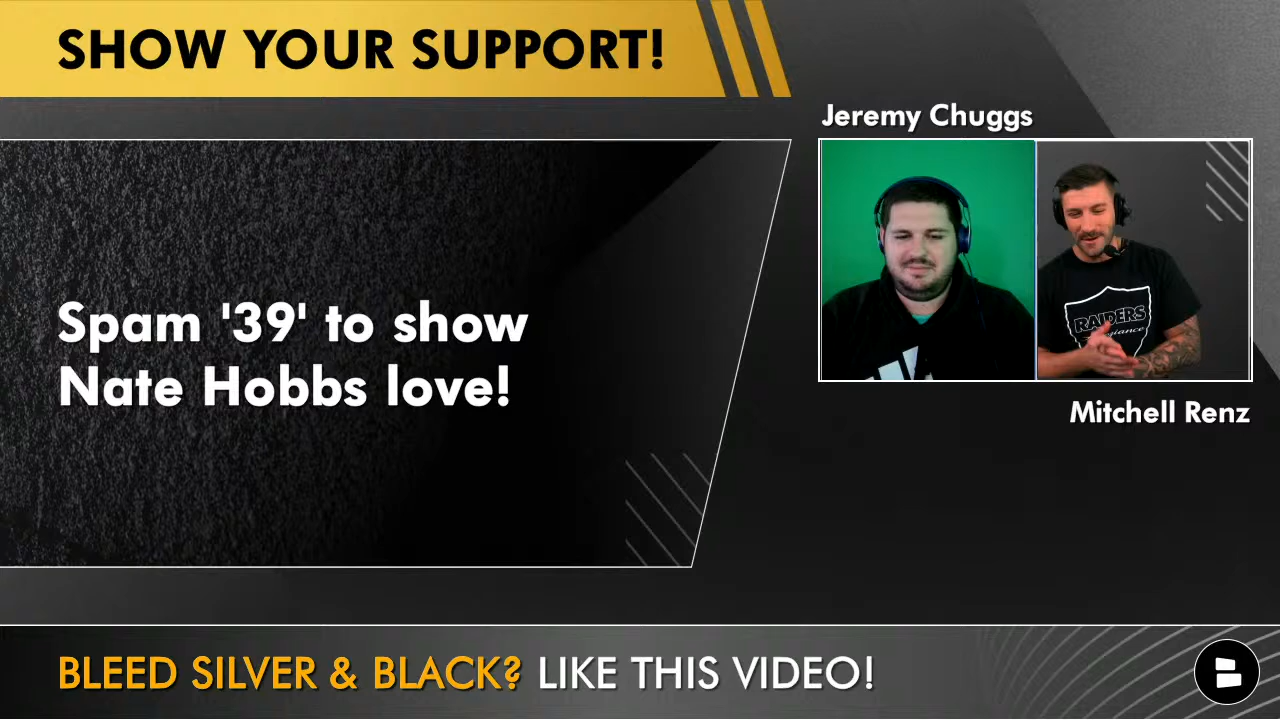 SHOW YOUR SUPPORT!
Jeremy Chuggs
RAIDERS
Spam '39' to show
Nate Hobbs love!
Mitchell Renz
BLEED SILVER & BLACK? LIKE THIS VIDEO!